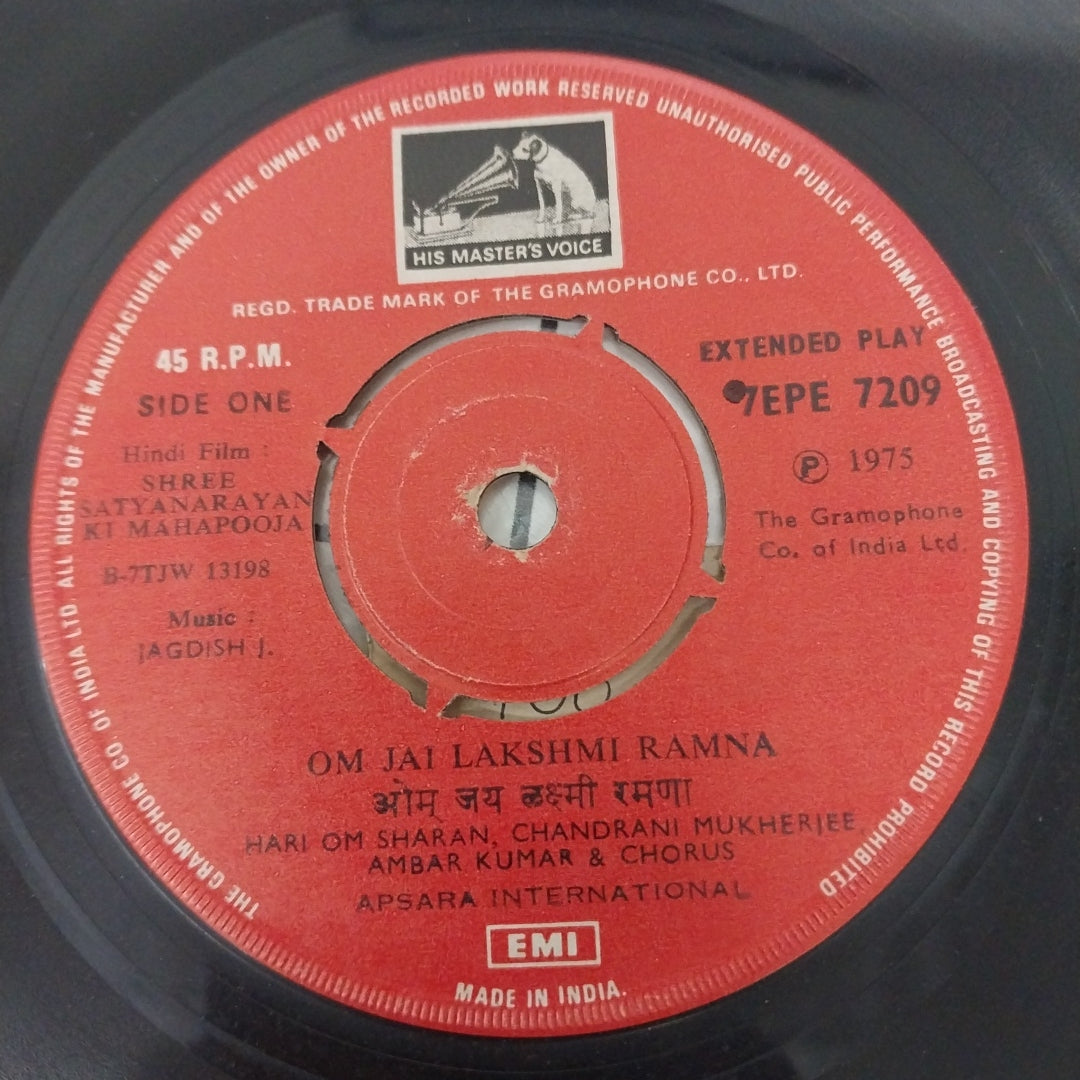 THE GRAMOPHONE CO. OF INDIA LTD. ALL RIGHTS OF THE MANUFACTURER AND OF THE OWNER OF THE RECORDED WORK RESERVED UNAUTHORISED PUBLIC PERFORMANCE BROADCASTING AND COPYING OF THIS RECORD PROHIBITED
HIS MASTER'S VOICE
REGD. TRADE MARK OF THE GRAMOPHONE CO., LTD.
45 R.P.M.
SIDE ONE
Hindi Film :
SHREE
SATYANARAYAN
KI MAHAPOOJA
B-7TJW 13198
Music :
JAGDISH J.
EXTENDED PLAY
7EPE 7209
Ⓟ 1975
The Gramophone
Co. of India Ltd.
OM JAI LAKSHMI RAMNA
ओम् जय लक्ष्मी रमणा
HARI OM SHARAN, CHANDRANI MUKHERJEE,
AMBAR KUMAR & CHORUS
APSARA INTERNATIONAL
EMI
MADE IN INDIA.